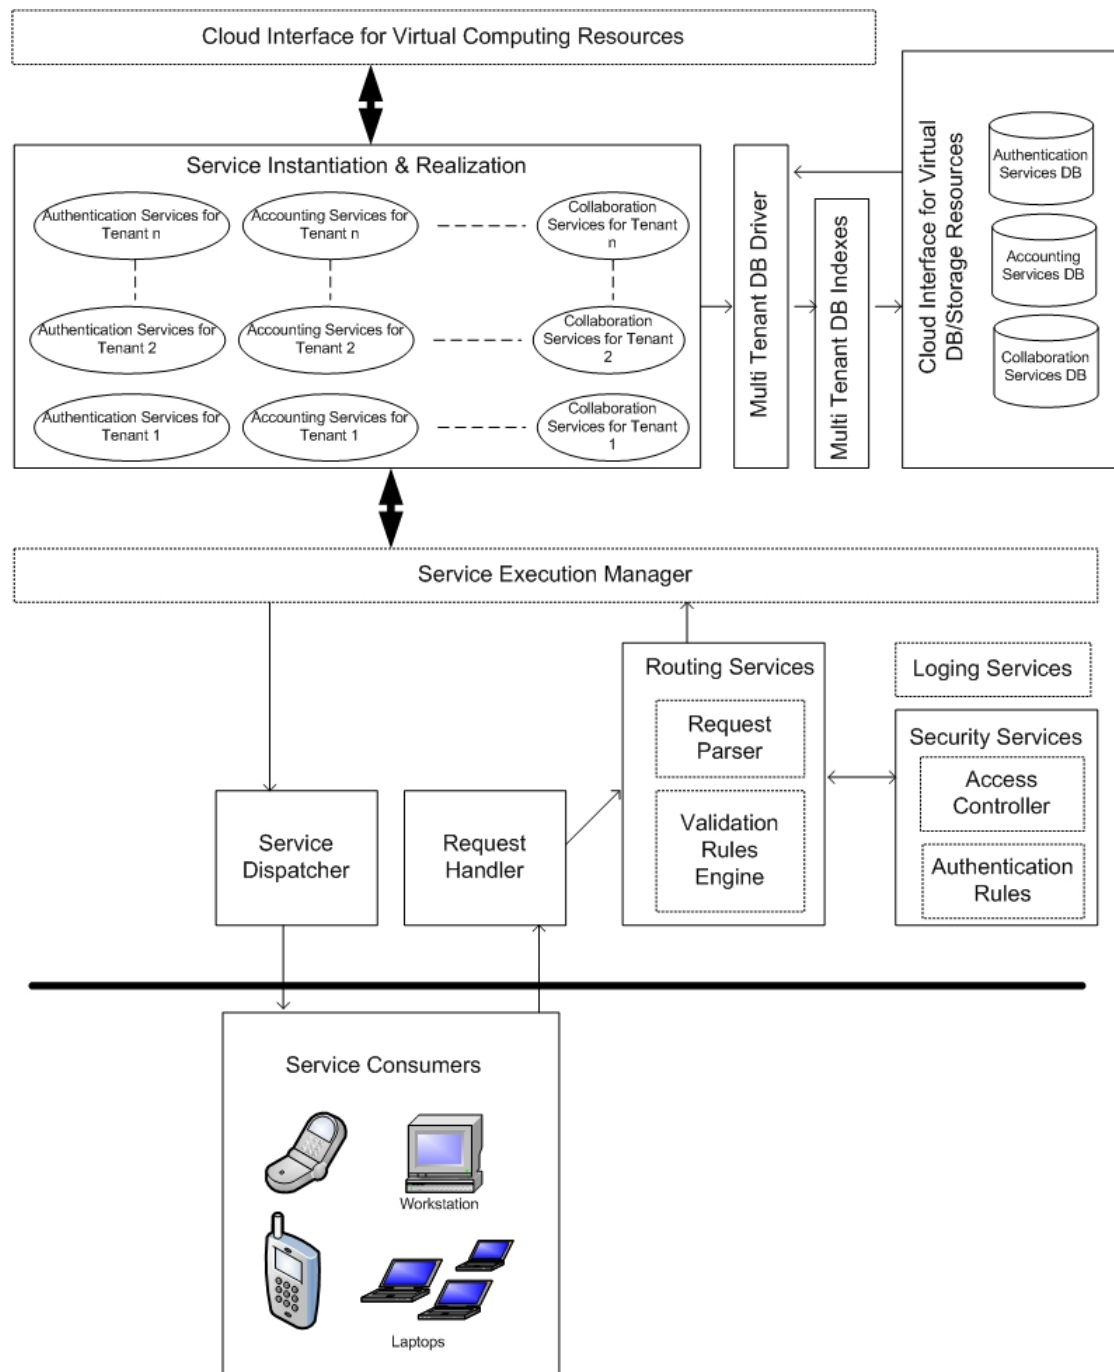 Cloud Interface for Virtual Computing Resources
Service Instantiation & Realization
Authentication Services for
Tenant n
Accounting Services for
Tenant n
Collaboration
Services for Tenant
n
Authentication Services for
Tenant 2
Accounting Services for
Tenant 2
Collaboration
Services for Tenant
2
Authentication Services for
Tenant 1
Accounting Services for
Tenant 1
Collaboration
Services for Tenant
1
Multi Tenant DB Driver
Multi Tenant DB Indexes
Cloud Interface for Virtual
DB/Storage Resources
Authentication
Services DB
Accounting
Services DB
Collaboration
Services DB
Service Execution Manager
Service
Dispatcher
Request
Handler
Routing Services
Request
Parser
Validation
Rules
Engine
Loging Services
Security Services
Access
Controller
Authentication
Rules
Service Consumers
Workstation
Laptops